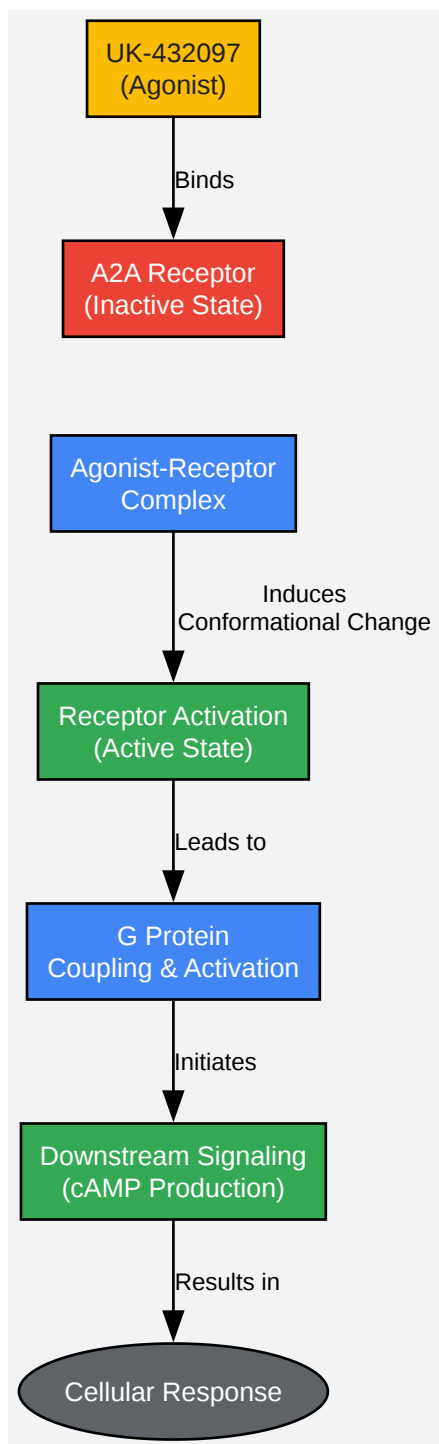 UK-432097
(Agonist)
Binds
A2A Receptor
(Inactive State)
Agonist-Receptor
Complex
Induces
Conformational Change
Receptor Activation
(Active State)
Leads to
G Protein
Coupling & Activation
Initiates
Downstream Signaling
(cAMP Production)
Results in
Cellular Response